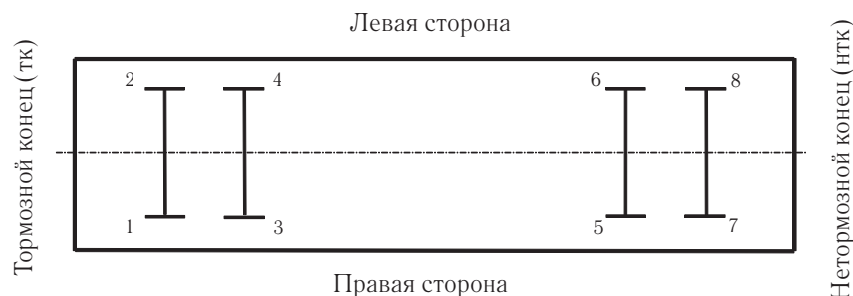 Левая сторона
Тормозной конец (тк)
2 4 6 8
1 3 5 7
Нетормозной конец (нтк)
Правая сторона